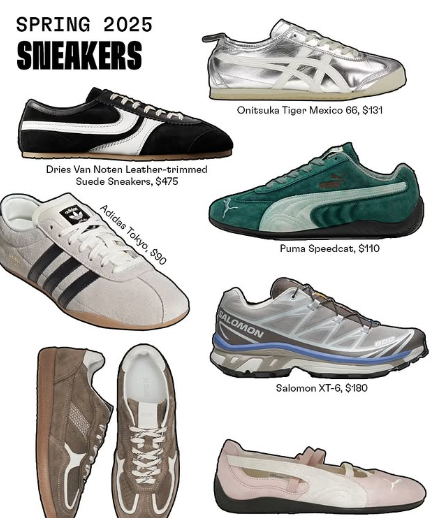 SPRING 2025
SNEAKERS
Onitsuka Tiger Mexico 66, $131
Dries Van Noten Leather-trimmed
Suede Sneakers, $475
Adidas Tokyo, $90
Puma Speedcat, $110
SALOMON
Salomon XT-6, $180